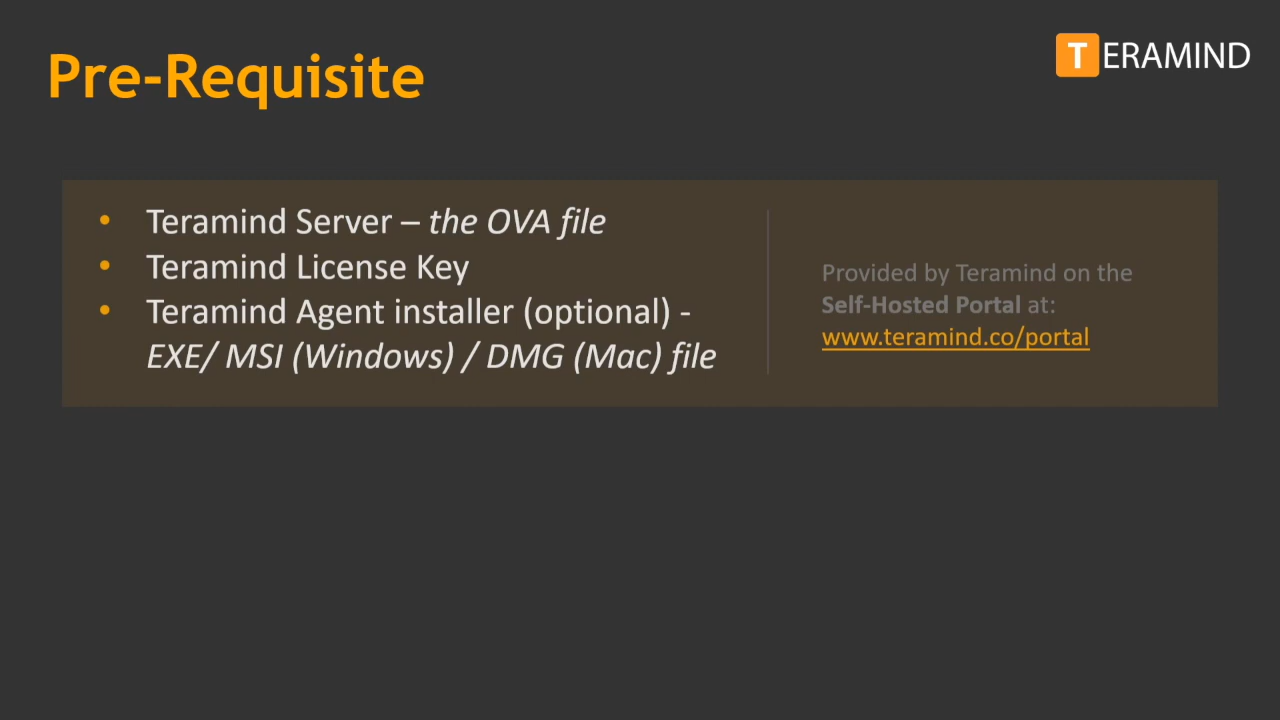 Pre-Requisite
TERAMIND
• Teramind Server – the OVA file
• Teramind License Key
• Teramind Agent installer (optional) -
EXE/ MSI (Windows) / DMG (Mac) file
Provided by Teramind on the
Self-Hosted Portal at:
www.teramind.co/portal